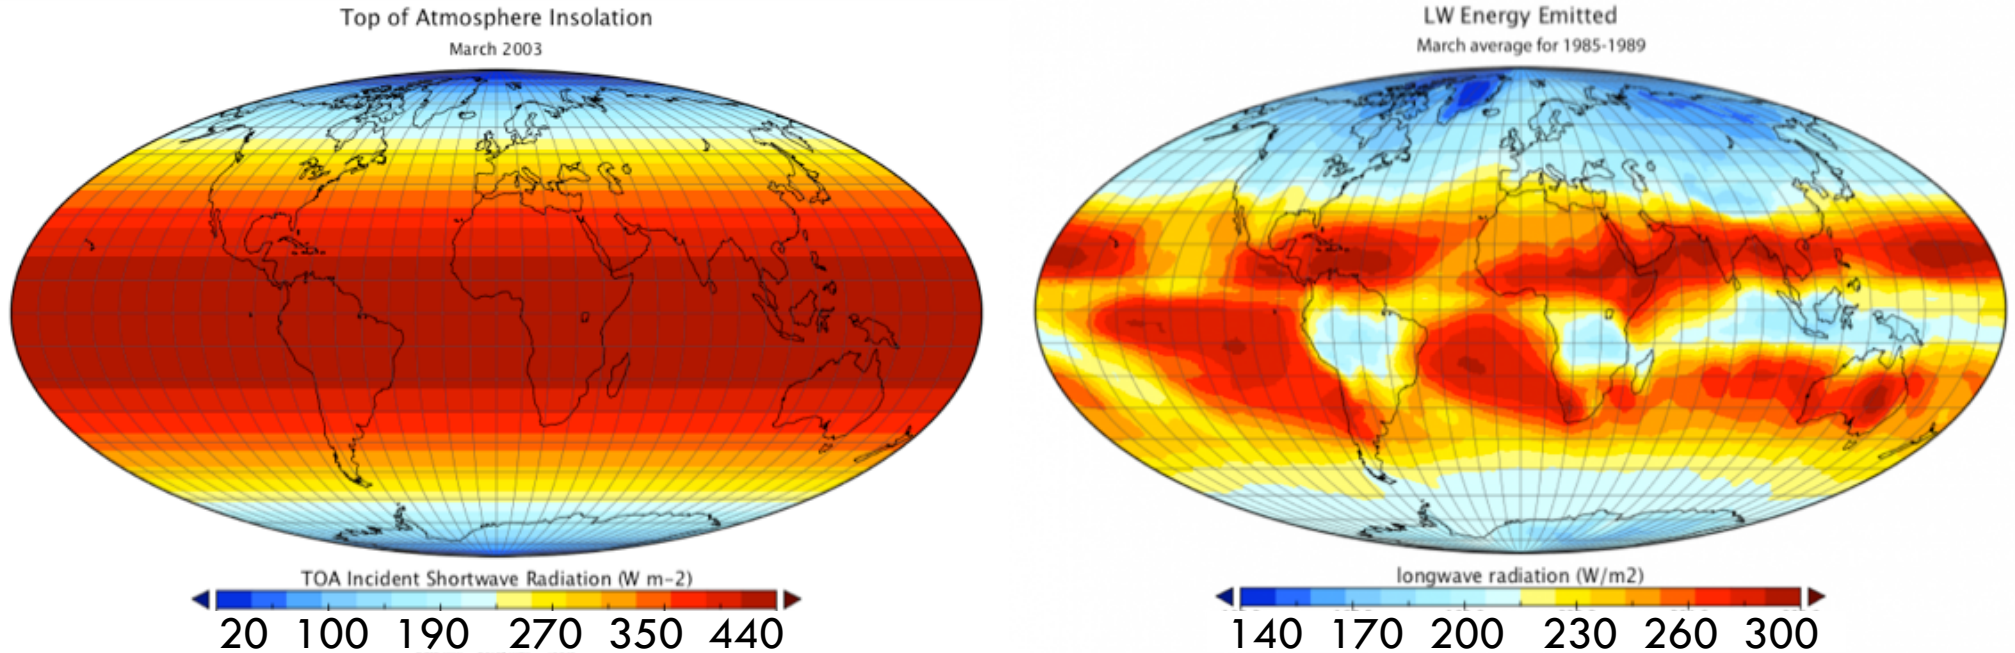 Top of Atmosphere Insolation
March 2003
TOA Incident Shortwave Radiation (W m-2)
20 100 190 270 350 440
LW Energy Emitted
March average for 1985-1989
longwave radiation (W/m2)
140 170 200 230 260 300